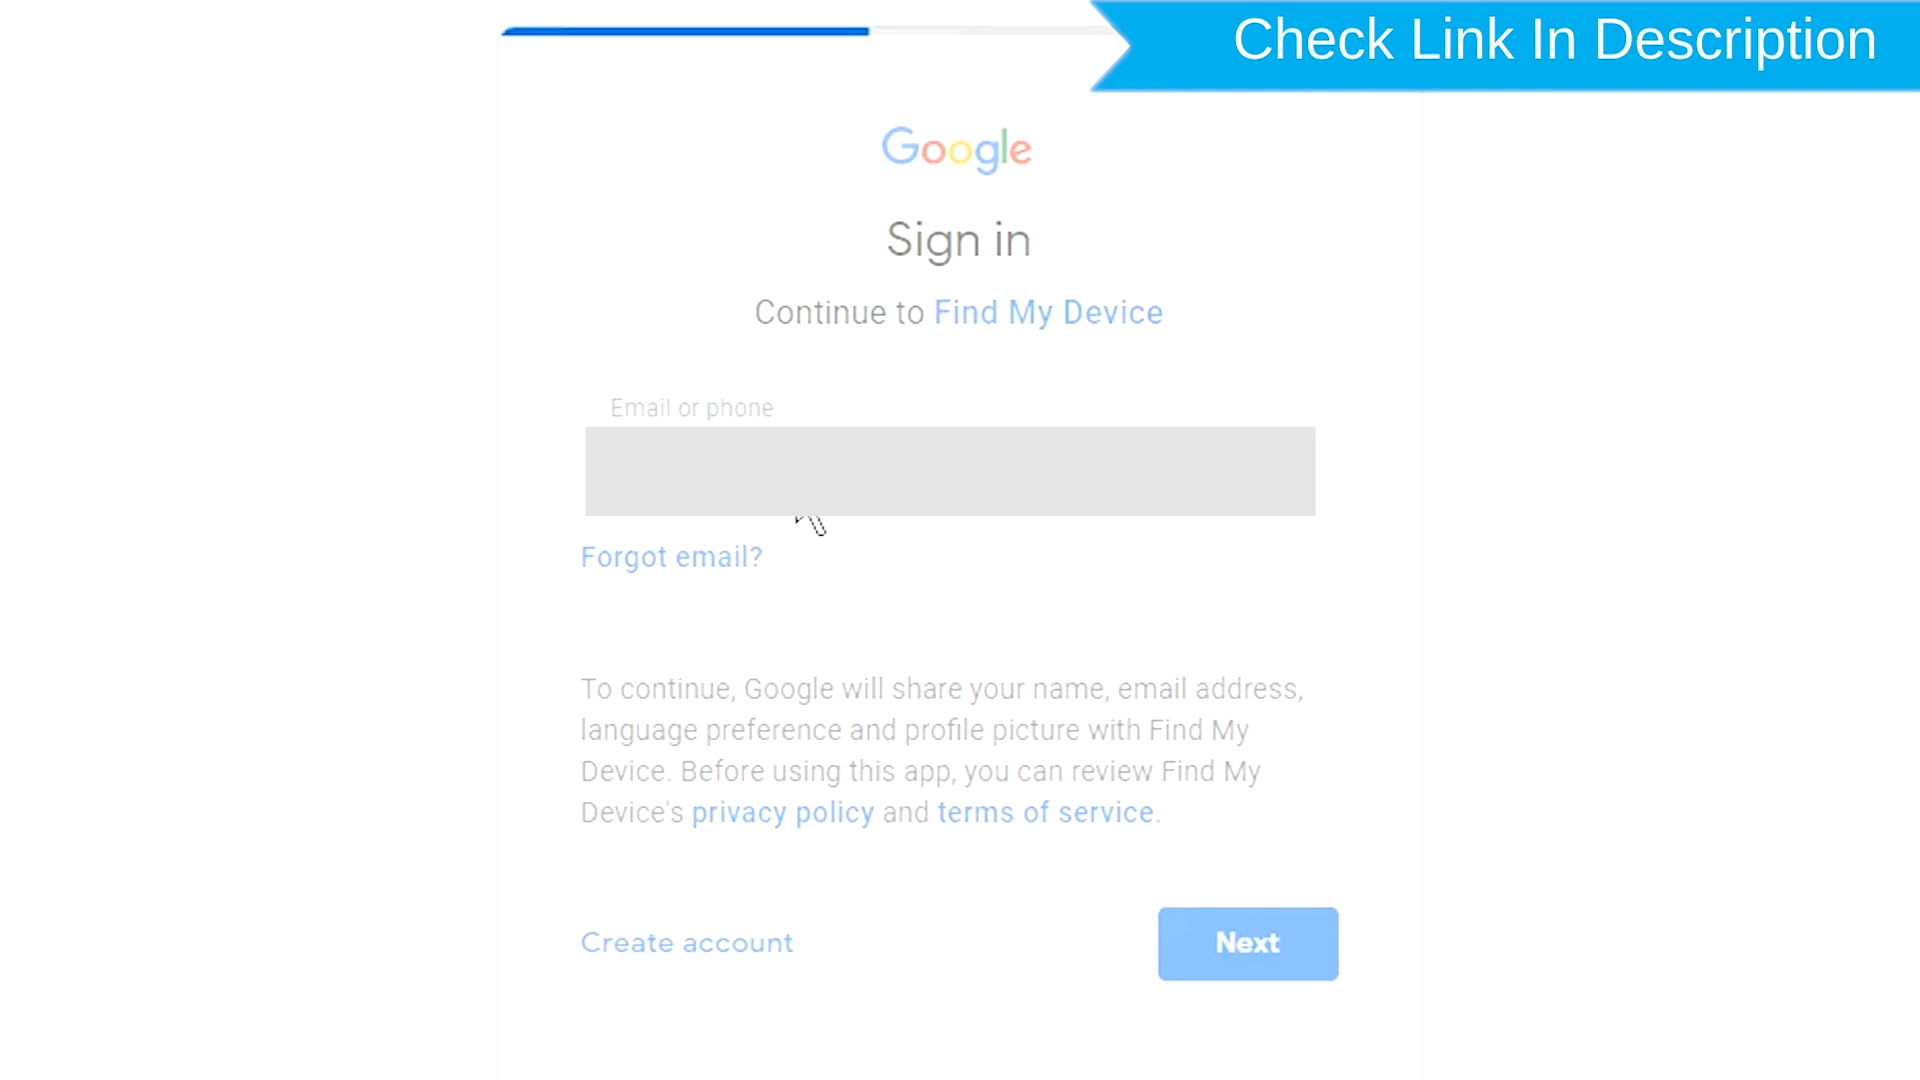 Check Link In Description
Google
Sign in
Continue to Find My Device
Email or phone
Forgot email?
To continue, Google will share your name, email address,
language preference and profile picture with Find My
Device. Before using this app, you can review Find My
Device's privacy policy and terms of service.
Create account
Next